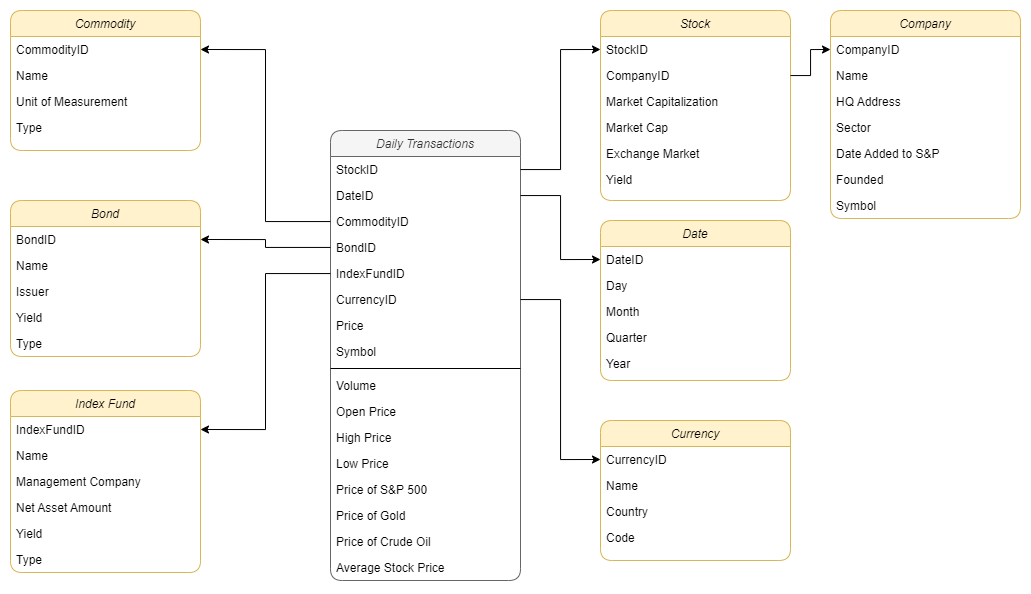 Commodity
CommodityID
Name
Unit of Measurement
Type
Bond
BondID
Name
Issuer
Yield
Type
Index Fund
IndexFundID
Name
Management Company
Net Asset Amount
Yield
Type
Daily Transactions
StockID
DateID
CommodityID
BondID
IndexFundID
CurrencyID
Price
Symbol
Volume
Open Price
High Price
Low Price
Price of S&P 500
Price of Gold
Price of Crude Oil
Average Stock Price
Stock
StockID
CompanyID
Market Capitalization
Market Cap
Exchange Market
Yield
Date
DateID
Day
Month
Quarter
Year
Currency
CurrencyID
Name
Country
Code
Company
CompanyID
Name
HQ Address
Sector
Date Added to S&P
Founded
Symbol